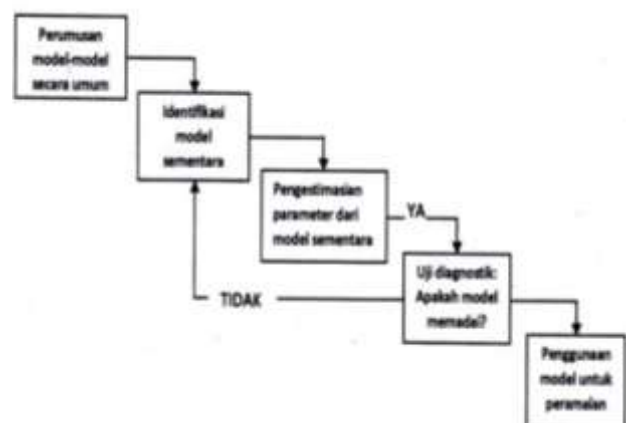 Perumusan
model-model
secara umum
Identifikasi
model
sementara
Pengestimasian
parameter dari
model sementara
YA
Uji diagnostik:
Apakah model
memadai?
TIDAK
Penggunaan
model untuk
peramalan